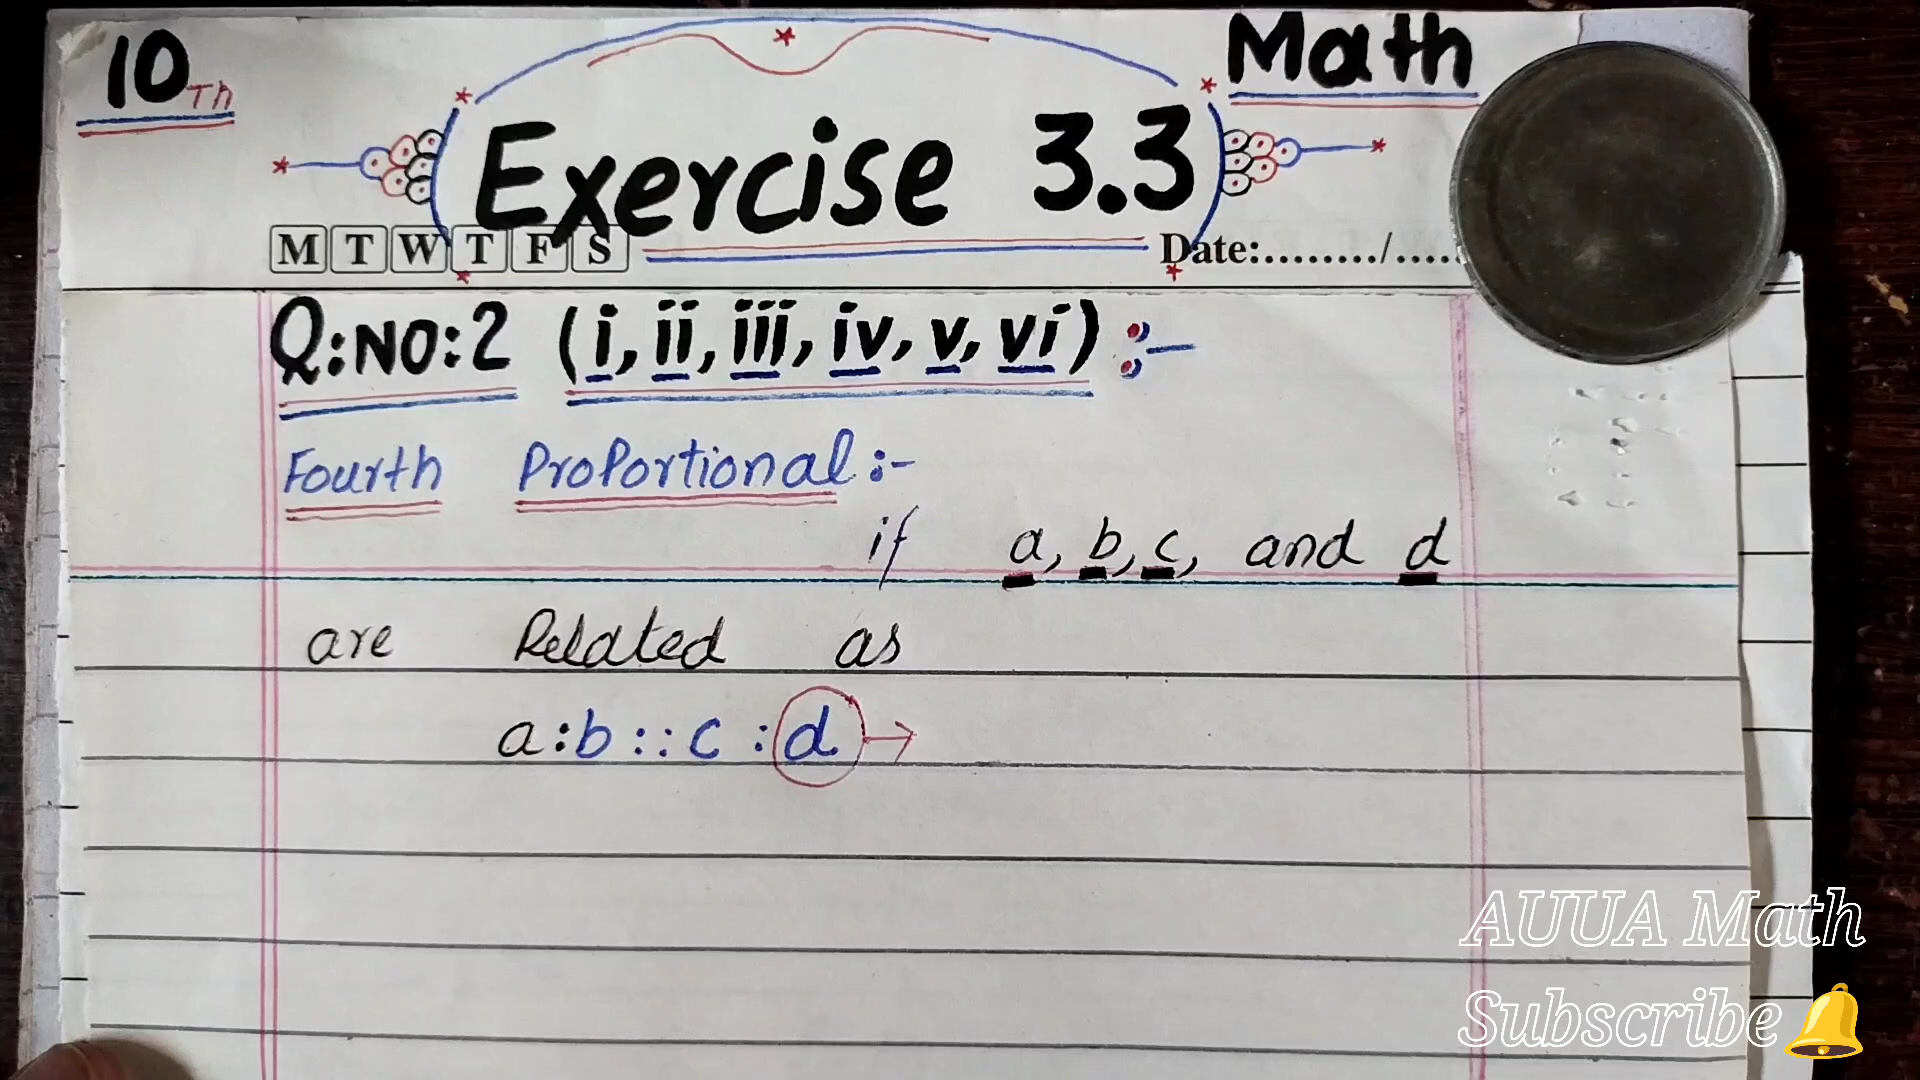 10Th
Math
Exercise 3.3
M T W T F S
Date:......../.....
Q:NO:2 (i, ii, iii, iv, v, vi) :-
Fourth Proportional :-
if a, b, c, and d
are Related as
a : b :: c : d →
AUUA Math
Subscribe